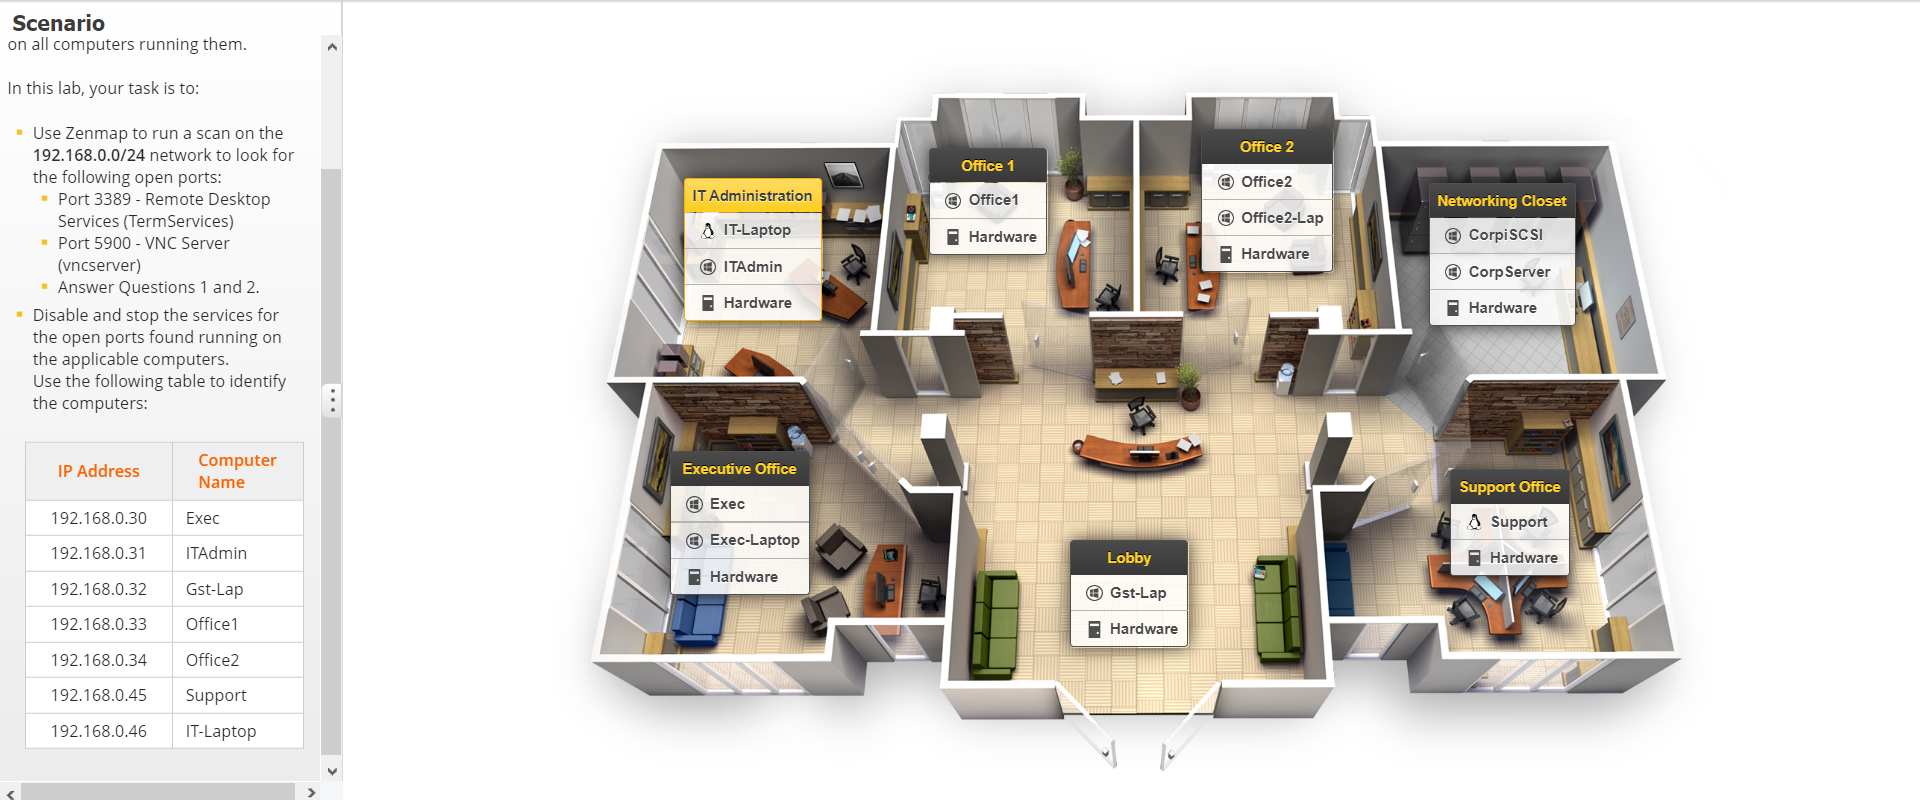 Scenario
on all computers running them.
In this lab, your task is to:
Use Zenmap to run a scan on the
192.168.0.0/24 network to look for
the following open ports:
Port 3389 - Remote Desktop
Services (TermServices)
Port 5900 - VNC Server
(vncserver)
Answer Questions 1 and 2.
Disable and stop the services for
the open ports found running on
the applicable computers.
Use the following table to identify
the computers:
IP Address
Computer
Name
192.168.0.30 Exec
192.168.0.31 ITAdmin
192.168.0.32 Gst-Lap
192.168.0.33 Office1
192.168.0.34 Office2
192.168.0.45 Support
192.168.0.46 IT-Laptop
IT Administration
IT-Laptop
ITAdmin
Hardware
Office 1
Office1
Hardware
Office 2
Office2
Office2-Lap
Hardware
Networking Closet
CorpiSCSI
CorpServer
Hardware
Executive Office
Exec
Exec-Laptop
Hardware
Lobby
Gst-Lap
Hardware
Support Office
Support
Hardware